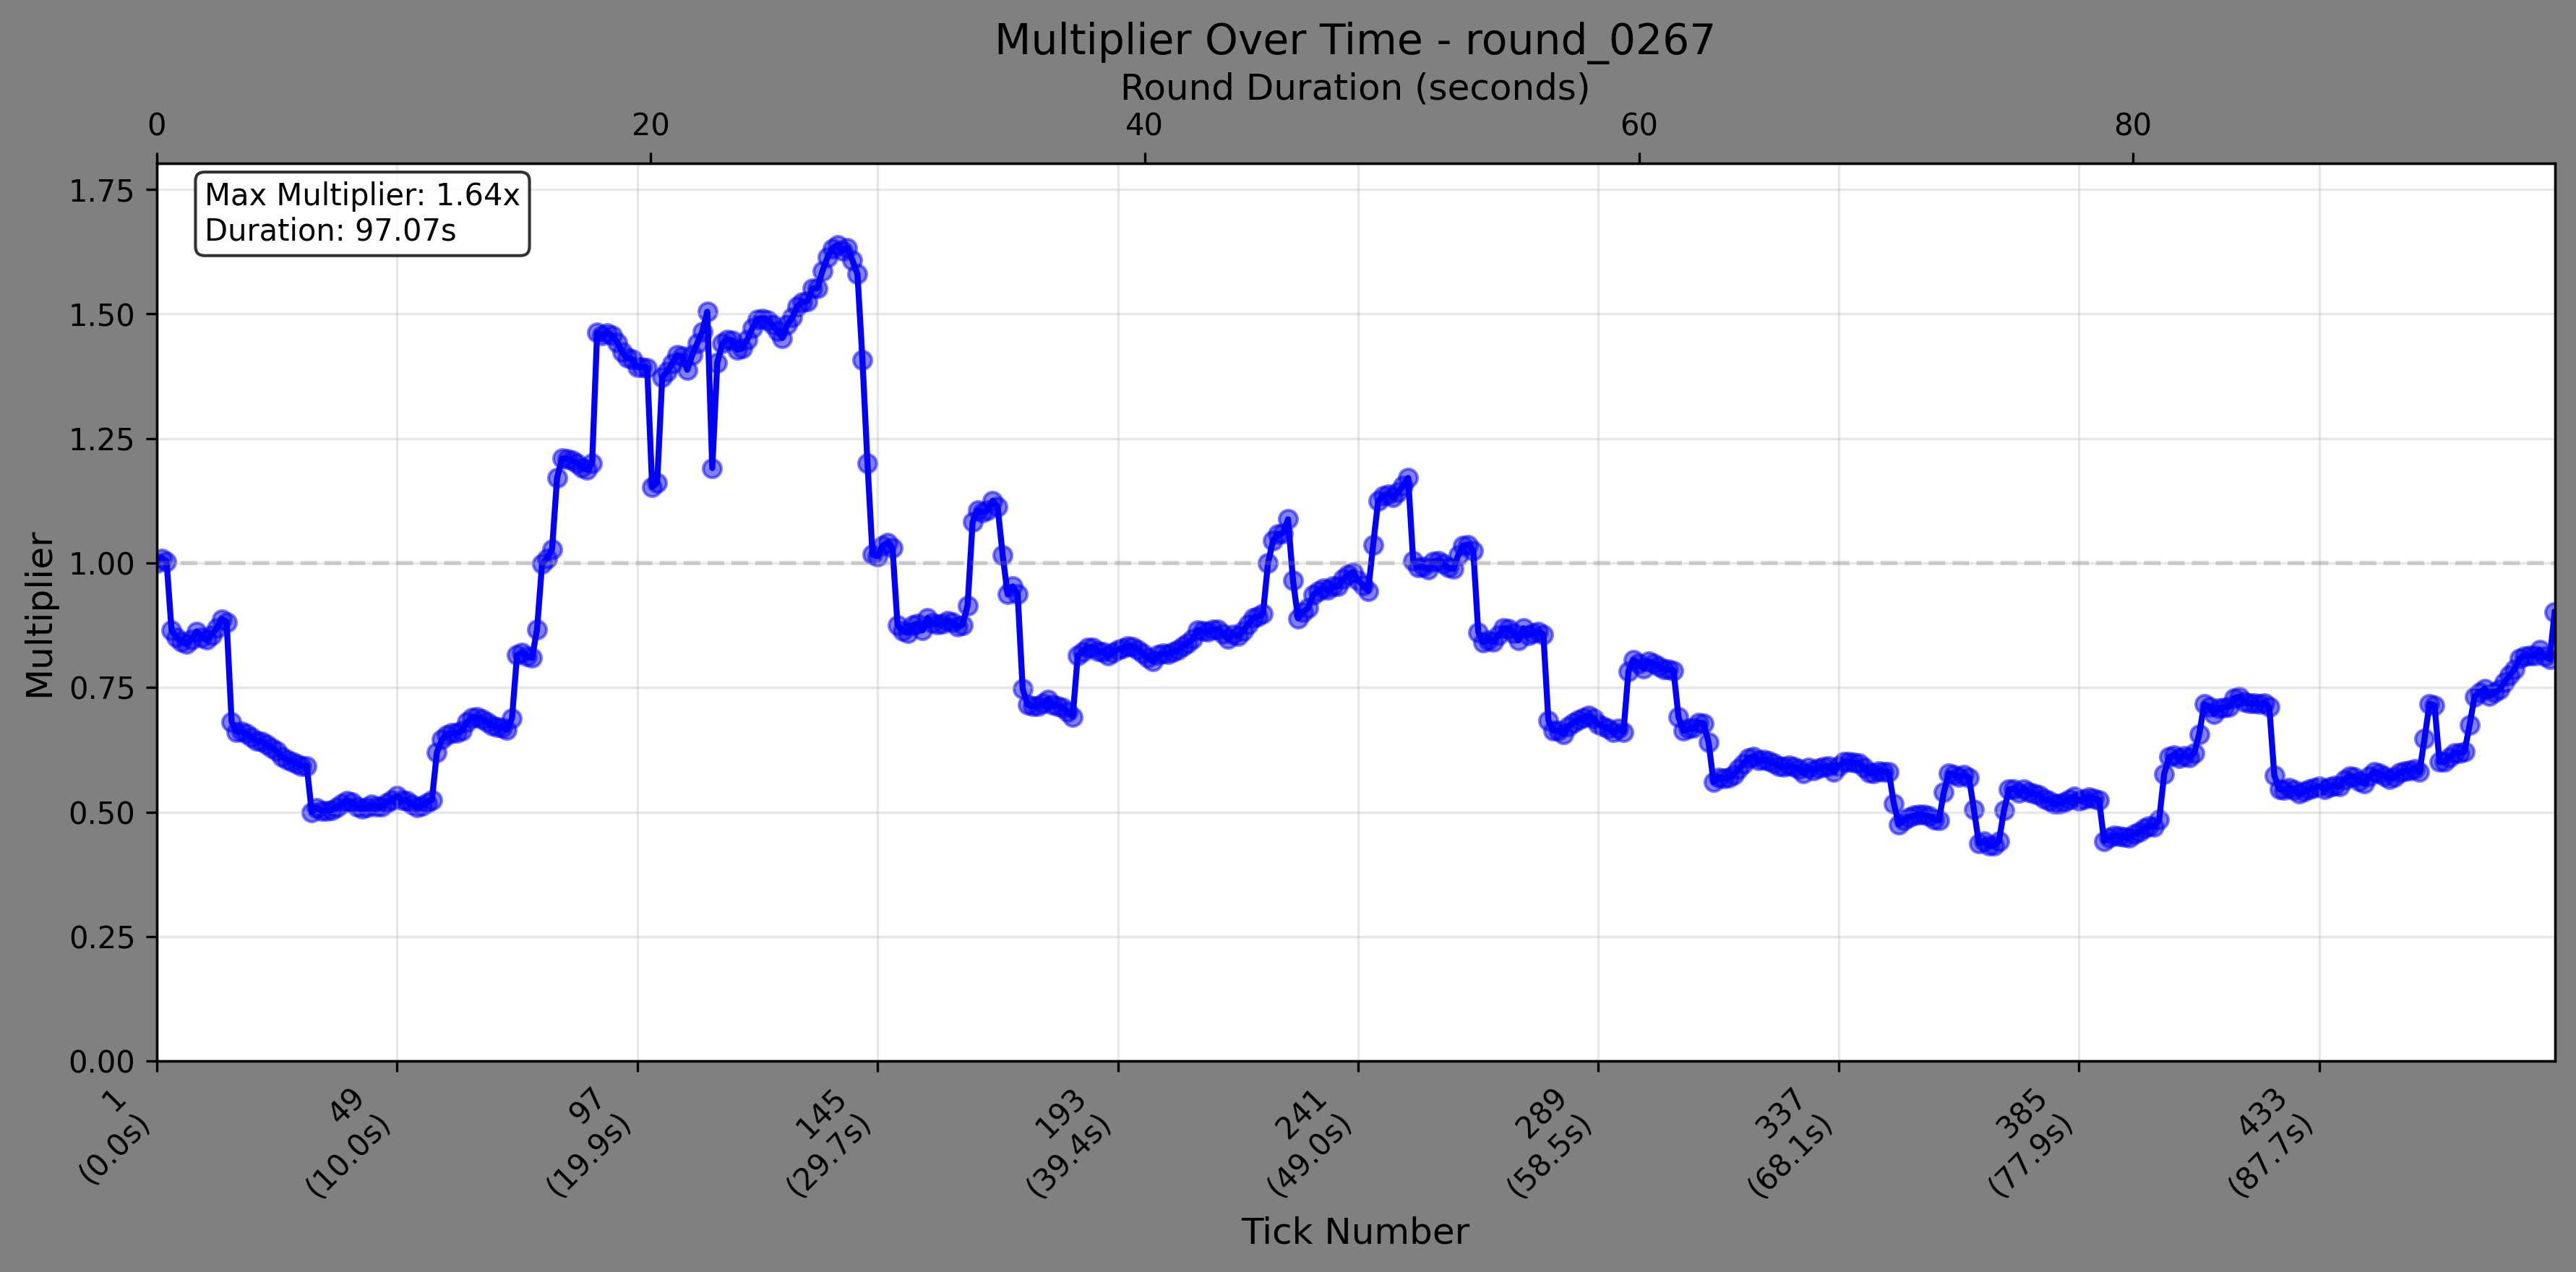 Multiplier Over Time - round_0267
Round Duration (seconds)
0 20 40 60 80
Max Multiplier: 1.64x
Duration: 97.07s
Multiplier
1.75
1.50
1.25
1.00
0.75
0.50
0.25
0.00
1
(0.0s)
49
(10.0s)
97
(19.9s)
145
(29.7s)
193
(39.4s)
241
(49.0s)
289
(58.5s)
337
(68.1s)
385
(77.9s)
433
(87.7s)
Tick Number